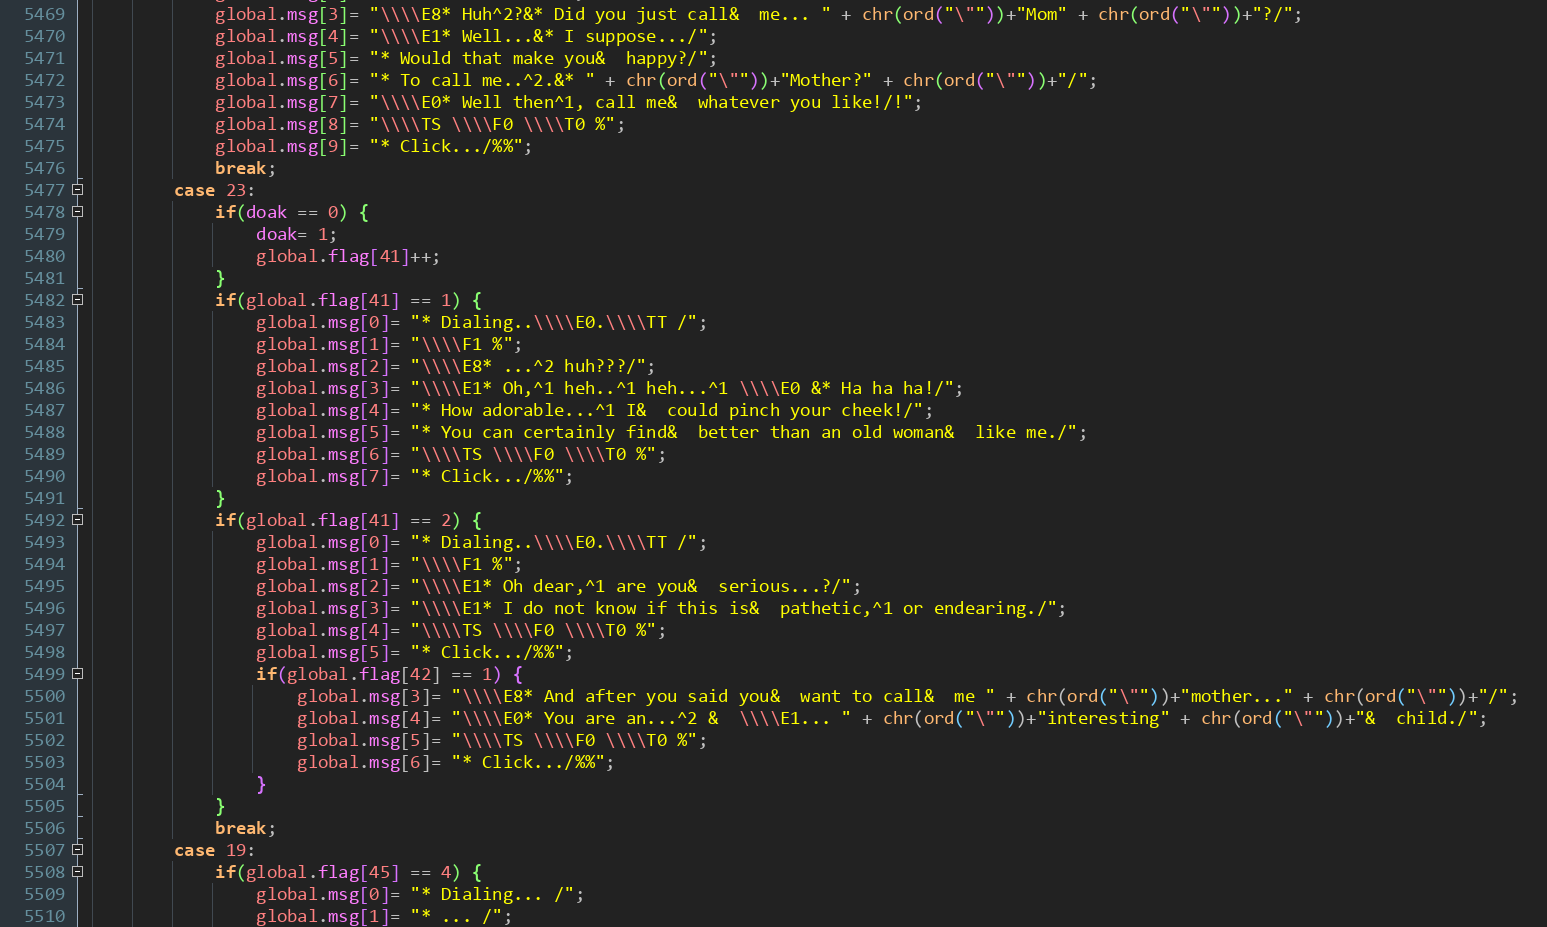 5469 global.msg[3]= "\\\\E8* Huh^2?&* Did you just call&  me... " + chr(ord("\""))+"Mom" + chr(ord("\""))+"?/";
5470 global.msg[4]= "\\\\E1* Well...&* I suppose.../";
5471 global.msg[5]= "* Would that make you&  happy?/";
5472 global.msg[6]= "* To call me..^2.&* " + chr(ord("\""))+"Mother?" + chr(ord("\""))+"/";
5473 global.msg[7]= "\\\\E0* Well then^1, call me&  whatever you like!/!";
5474 global.msg[8]= "\\\\TS \\\\F0 \\\\T0 %";
5475 global.msg[9]= "* Click.../%%";
5476 break;
5477 case 23:
5478 if(doak == 0) {
5479 doak= 1;
5480 global.flag[41]++;
5481 }
5482 if(global.flag[41] == 1) {
5483 global.msg[0]= "* Dialing..\\\\E0.\\\\TT /";
5484 global.msg[1]= "\\\\F1 %";
5485 global.msg[2]= "\\\\E8* ...^2 huh???/";
5486 global.msg[3]= "\\\\E1* Oh,^1 heh..^1 heh...^1 \\\\E0 &* Ha ha ha!/";
5487 global.msg[4]= "* How adorable...^1 I&  could pinch your cheek!/";
5488 global.msg[5]= "* You can certainly find&  better than an old woman&  like me./";
5489 global.msg[6]= "\\\\TS \\\\F0 \\\\T0 %";
5490 global.msg[7]= "* Click.../%%";
5491 }
5492 if(global.flag[41] == 2) {
5493 global.msg[0]= "* Dialing..\\\\E0.\\\\TT /";
5494 global.msg[1]= "\\\\F1 %";
5495 global.msg[2]= "\\\\E1* Oh dear,^1 are you&  serious...?/";
5496 global.msg[3]= "\\\\E1* I do not know if this is&  pathetic,^1 or endearing./";
5497 global.msg[4]= "\\\\TS \\\\F0 \\\\T0 %";
5498 global.msg[5]= "* Click.../%%";
5499 if(global.flag[42] == 1) {
5500 global.msg[3]= "\\\\E8* And after you said you&  want to call&  me " + chr(ord("\""))+"mother..." + chr(ord("\""))+"/";
5501 global.msg[4]= "\\\\E0* You are an...^2 &  \\\\E1... " + chr(ord("\""))+"interesting" + chr(ord("\""))+"&  child./";
5502 global.msg[5]= "\\\\TS \\\\F0 \\\\T0 %";
5503 global.msg[6]= "* Click.../%%";
5504 }
5505 }
5506 break;
5507 case 19:
5508 if(global.flag[45] == 4) {
5509 global.msg[0]= "* Dialing... /";
5510 global.msg[1]= "* ... /";